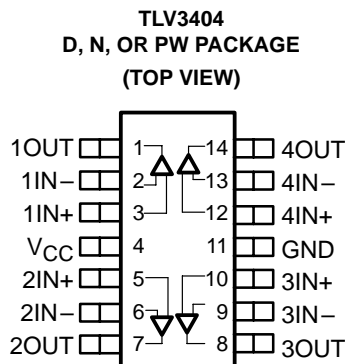 TLV3404
D, N, OR PW PACKAGE
(TOP VIEW)
1OUT 1 14 4OUT
1IN− 2 13 4IN−
1IN+ 3 12 4IN+
VCC 4 11 GND
2IN+ 5 10 3IN+
2IN− 6 9 3IN−
2OUT 7 8 3OUT